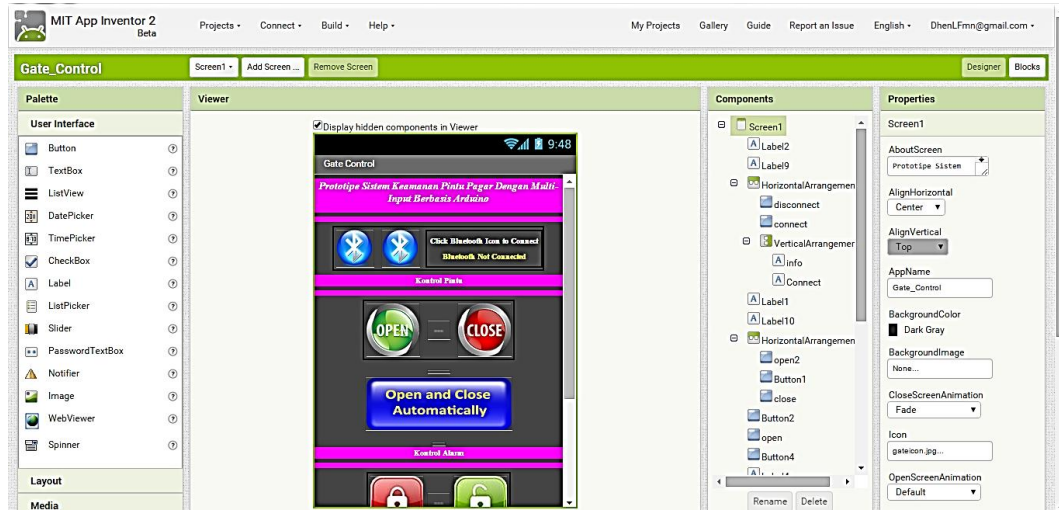 MIT App Inventor 2
Beta
Projects Connect Build Help My Projects Gallery Guide Report an Issue English DhenLFmn@gmail.com
Gate_Control Screen1 Add Screen ... Remove Screen Designer Blocks
Palette
User Interface
Button
TextBox
ListView
DatePicker
TimePicker
CheckBox
Label
ListPicker
Slider
PasswordTextBox
Notifier
Image
WebViewer
Spinner
Layout
Media
Viewer
Display hidden components in Viewer
9:48
Gate Control
Prototipe Sistem Keamanan Pintu Pagar Dengan Multi-
Input Berbasis Arduino
Click Bluetooth Icon to Connect
Bluetooth Not Connected
Kontrol Pintu
OPEN CLOSE
Open and Close
Automatically
Kontrol Alarm
Components
Screen1
Label2
Label9
HorizontalArrangemen
disconnect
connect
VerticalArrangemer
info
Connect
Label1
Label10
HorizontalArrangemen
open2
Button1
close
Button2
open
Button4
Rename Delete
Properties
Screen1
AboutScreen
Prototipe Sistem
AlignHorizontal
Center
AlignVertical
Top
AppName
Gate_Control
BackgroundColor
Dark Gray
BackgroundImage
None...
CloseScreenAnimation
Fade
Icon
gateicon.jpg...
OpenScreenAnimation
Default